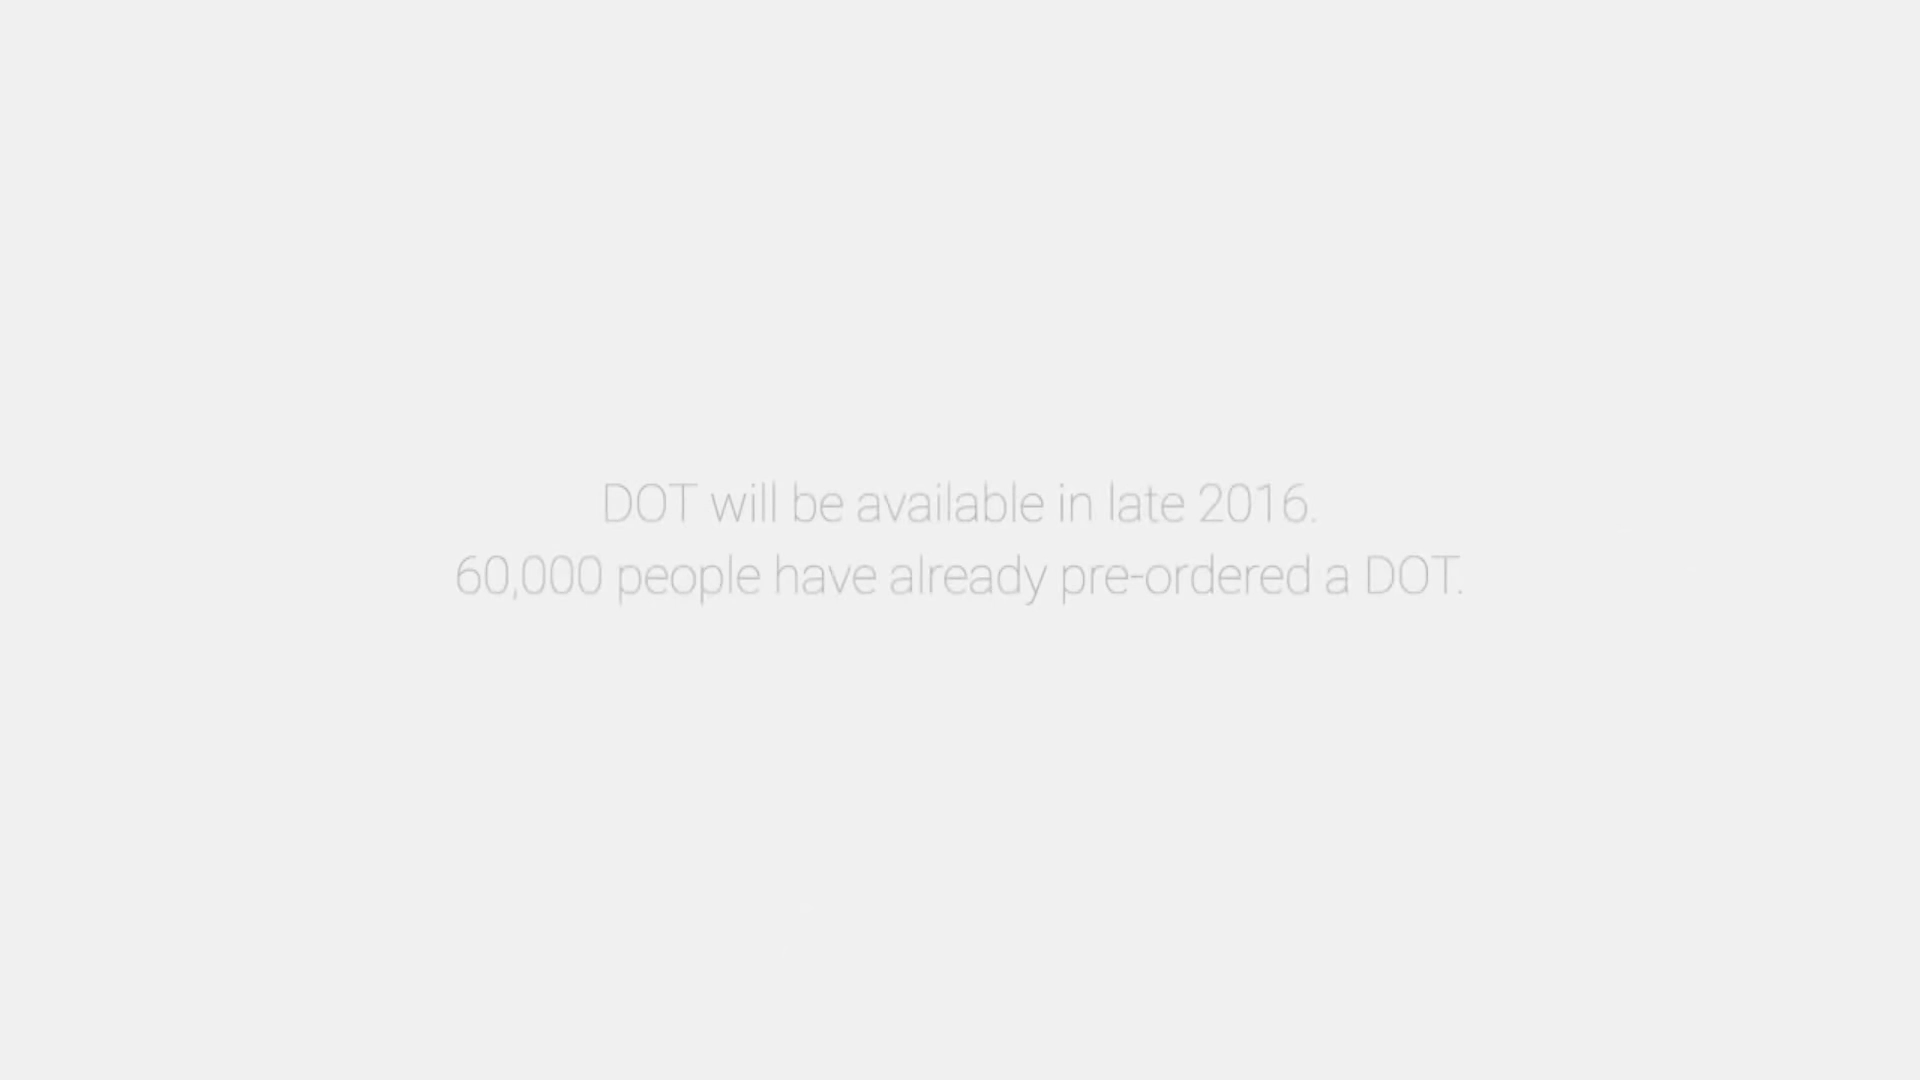 DOT will be available in late 2016.
60,000 people have already pre-ordered a DOT.